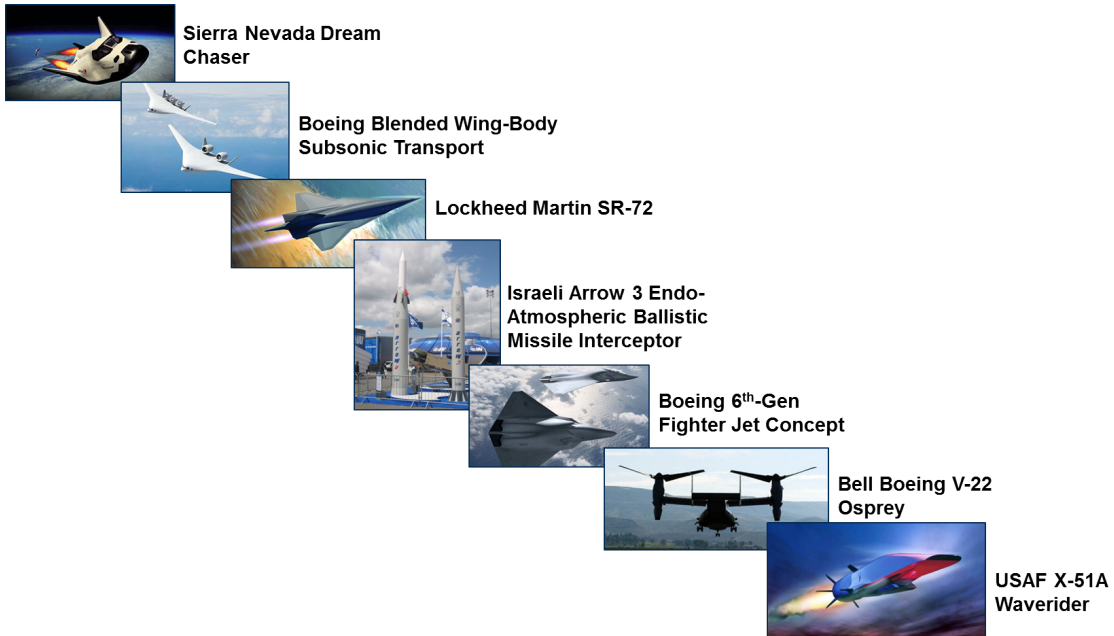 Sierra Nevada Dream
Chaser
Boeing Blended Wing-Body
Subsonic Transport
Lockheed Martin SR-72
Israeli Arrow 3 Endo-
Atmospheric Ballistic
Missile Interceptor
Boeing 6th-Gen
Fighter Jet Concept
Bell Boeing V-22
Osprey
USAF X-51A
Waverider